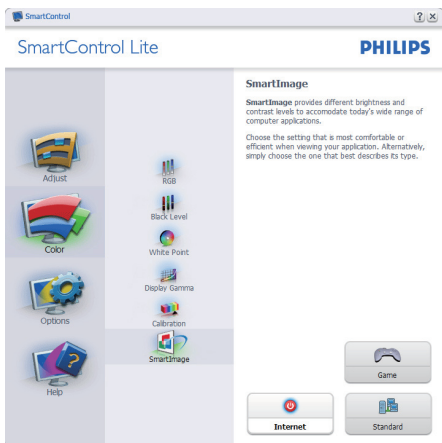 SmartControl
SmartControl Lite
PHILIPS
Adjust
Color
Options
Help
RGB
Black Level
White Point
Display Gamma
Calibration
SmartImage
SmartImage
SmartImage provides different brightness and
contrast levels to accomodate today's wide range of
computer applications.
Choose the setting that is most comfortable or
efficient when viewing your application. Alternatively,
simply choose the one that best describes its type.
Game
Internet
Standard